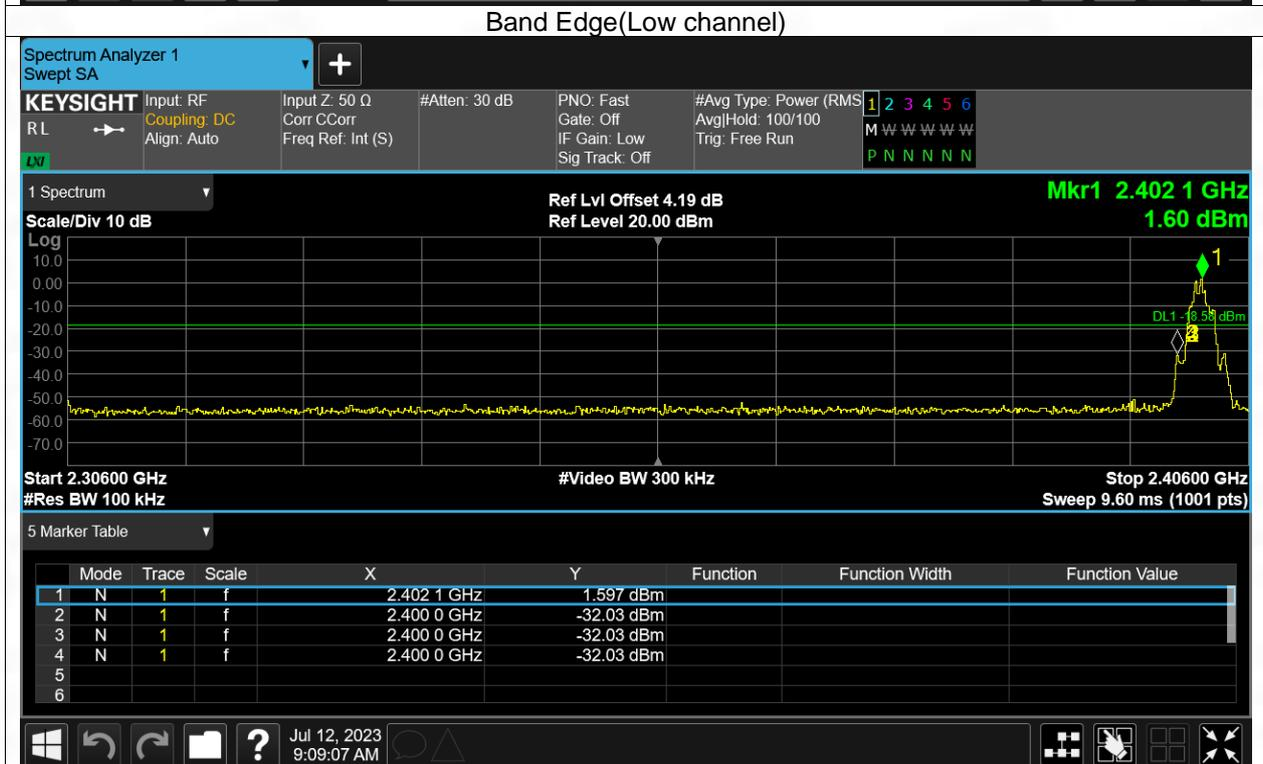 Band Edge(Low channel)
Spectrum Analyzer 1
Swept SA
KEYSIGHT
RL
LXI
Input: RF
Coupling: DC
Align: Auto
Input Z: 50 Ω
Corr CCorr
Freq Ref: Int (S)
#Atten: 30 dB
PNO: Fast
Gate: Off
IF Gain: Low
Sig Track: Off
#Avg Type: Power (RMS
Avg|Hold: 100/100
Trig: Free Run
1 2 3 4 5 6
M W W W W W
P N N N N N
1 Spectrum
Scale/Div 10 dB
Ref Lvl Offset 4.19 dB
Ref Level 20.00 dBm
Mkr1 2.402 1 GHz
1.60 dBm
Log
10.0
0.00
-10.0
-20.0
-30.0
-40.0
-50.0
-60.0
-70.0
1
DL1 -18.58 dBm
Start 2.30600 GHz
#Res BW 100 kHz
#Video BW 300 kHz
Stop 2.40600 GHz
Sweep 9.60 ms (1001 pts)
5 Marker Table
Mode Trace Scale X Y Function Function Width Function Value
1 N 1 f 2.402 1 GHz 1.597 dBm
2 N 1 f 2.400 0 GHz -32.03 dBm
3 N 1 f 2.400 0 GHz -32.03 dBm
4 N 1 f 2.400 0 GHz -32.03 dBm
5
6
?
Jul 12, 2023
9:09:07 AM